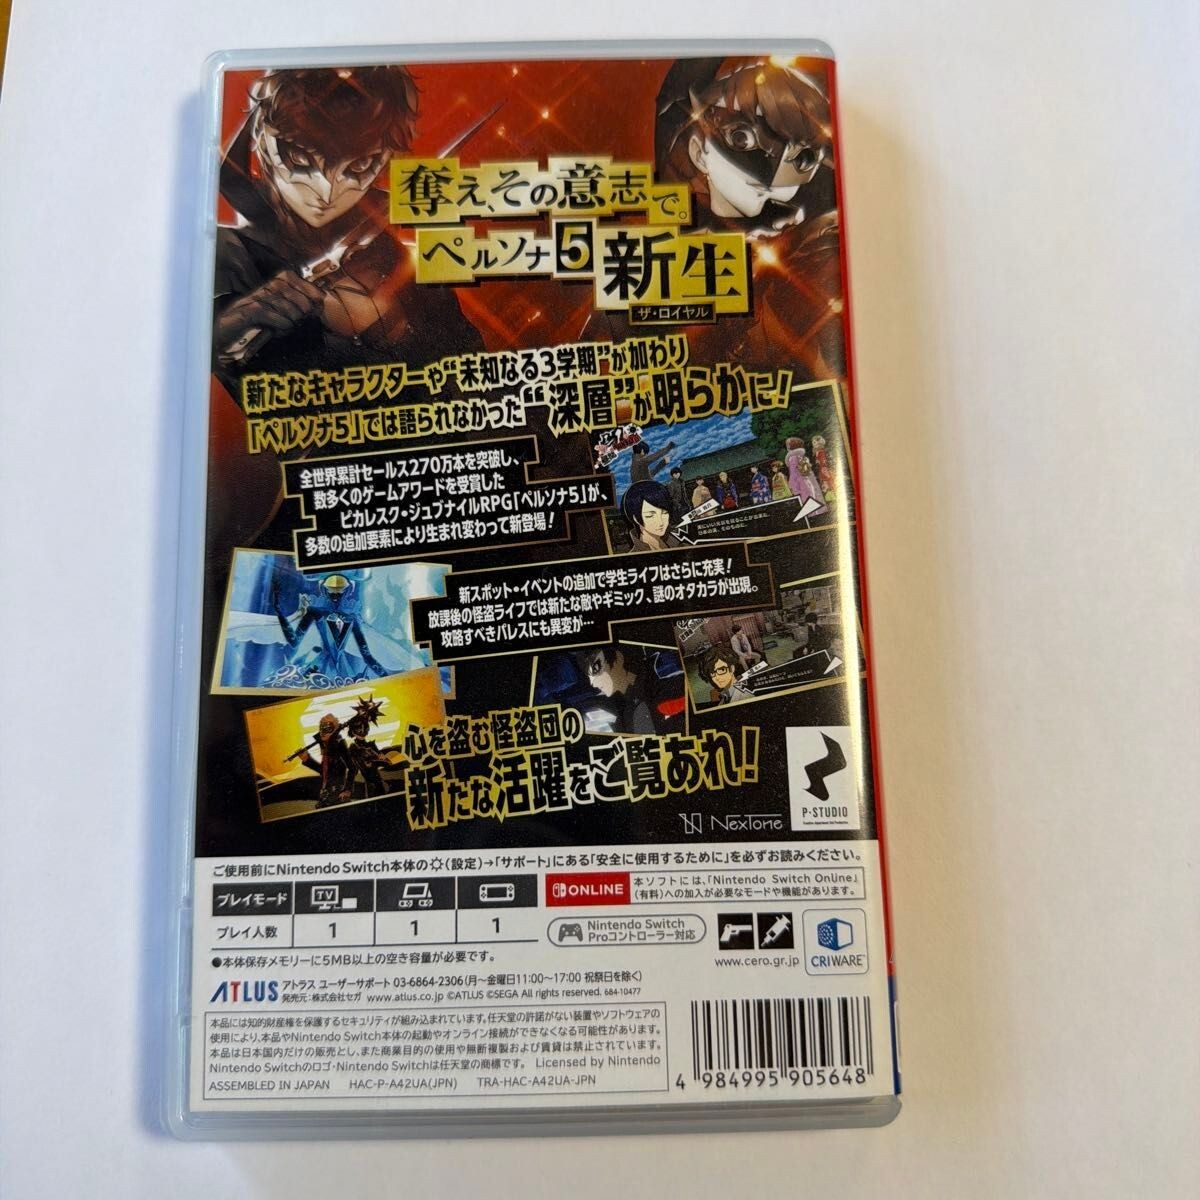 奪え、その意志で。
ペルソナ5
新生
ザ・ロイヤル
新たなキャラクターや“未知なる3学期”が加わり
「ペルソナ5」では語られなかった“深層”が明らかに！
全世界累計セールス270万本を突破し、
数多くのゲームアワードを受賞した
ピカレスク・ジュブナイルRPG「ペルソナ5」が、
多数の追加要素により生まれ変わって新登場！
新スポット・イベントの追加で学生ライフはさらに充実！
放課後の怪盗ライフでは新たな敵やギミック、謎のオタカラが出現。
攻略すべきパレスにも異変が…
心を盗む怪盗団の
新たな活躍をご覧あれ！
NexTone
P-STUDIO
ご使用前にNintendo Switch本体の(設定)→「サポート」にある「安全に使用するために」を必ずお読みください。
プレイモード
TV
プレイ人数
1
1
1
ONLINE
本ソフトには、「Nintendo Switch Online」
(有料)への加入が必要なモードや機能があります。
Nintendo Switch
Proコントローラー対応
www.cero.gr.jp
CRIWARE
●本体保存メモリーに5MB以上の空き容量が必要です。
ATLUS
アトラス ユーザーサポート 03-6864-2306(月～金曜日11:00～17:00 祝祭日を除く)
発売元：株式会社セガ www.atlus.co.jp ©ATLUS ©SEGA All rights reserved. 684-10477
本品には知的財産権を保護するセキュリティが組み込まれています。任天堂の許諾がない装置やソフトウェアの
使用により、本品やNintendo Switch本体の起動やオンライン接続ができなくなる可能性があります。
本品は日本国内だけの販売とし、また商業目的の使用や無断複製および賃貸は禁止されています。
Nintendo Switchのロゴ・Nintendo Switchは任天堂の商標です。 Licensed by Nintendo
ASSEMBLED IN JAPAN HAC-P-A42UA(JPN) TRA-HAC-A42UA-JPN
4 984995 905648